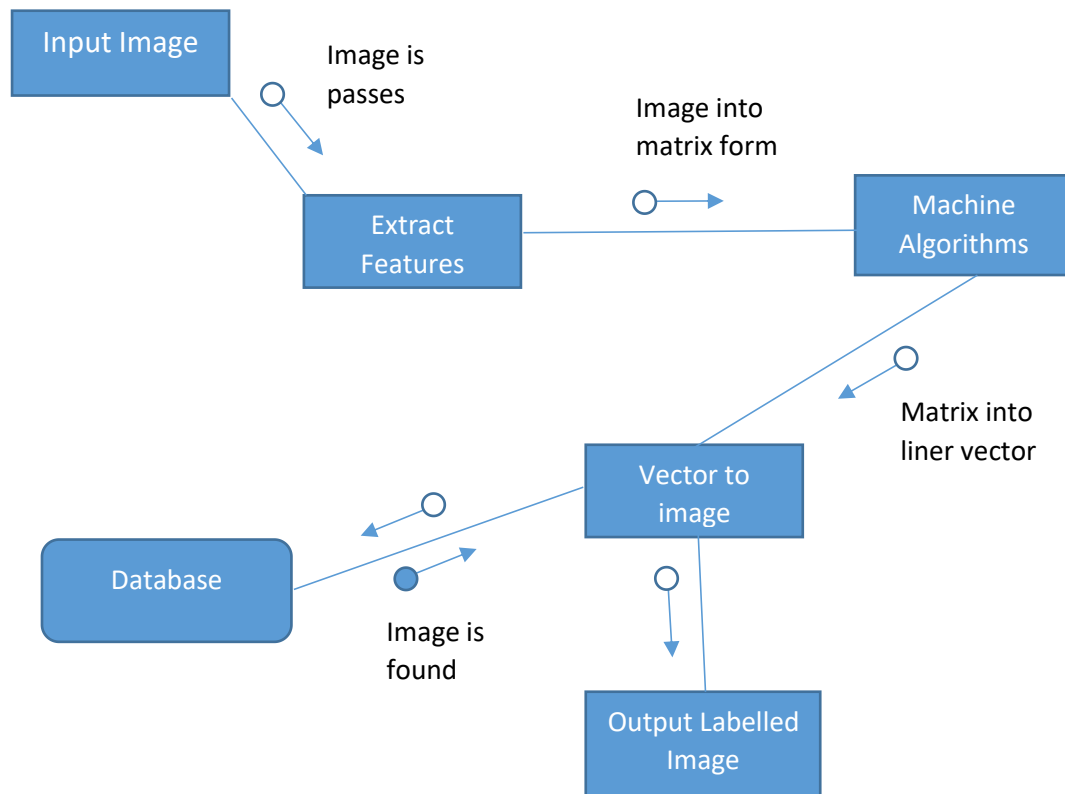 Input Image
Image is
passes
Image into
matrix form
Extract
Features
Machine
Algorithms
Matrix into
liner vector
Vector to
image
Database
Image is
found
Output Labelled
Image